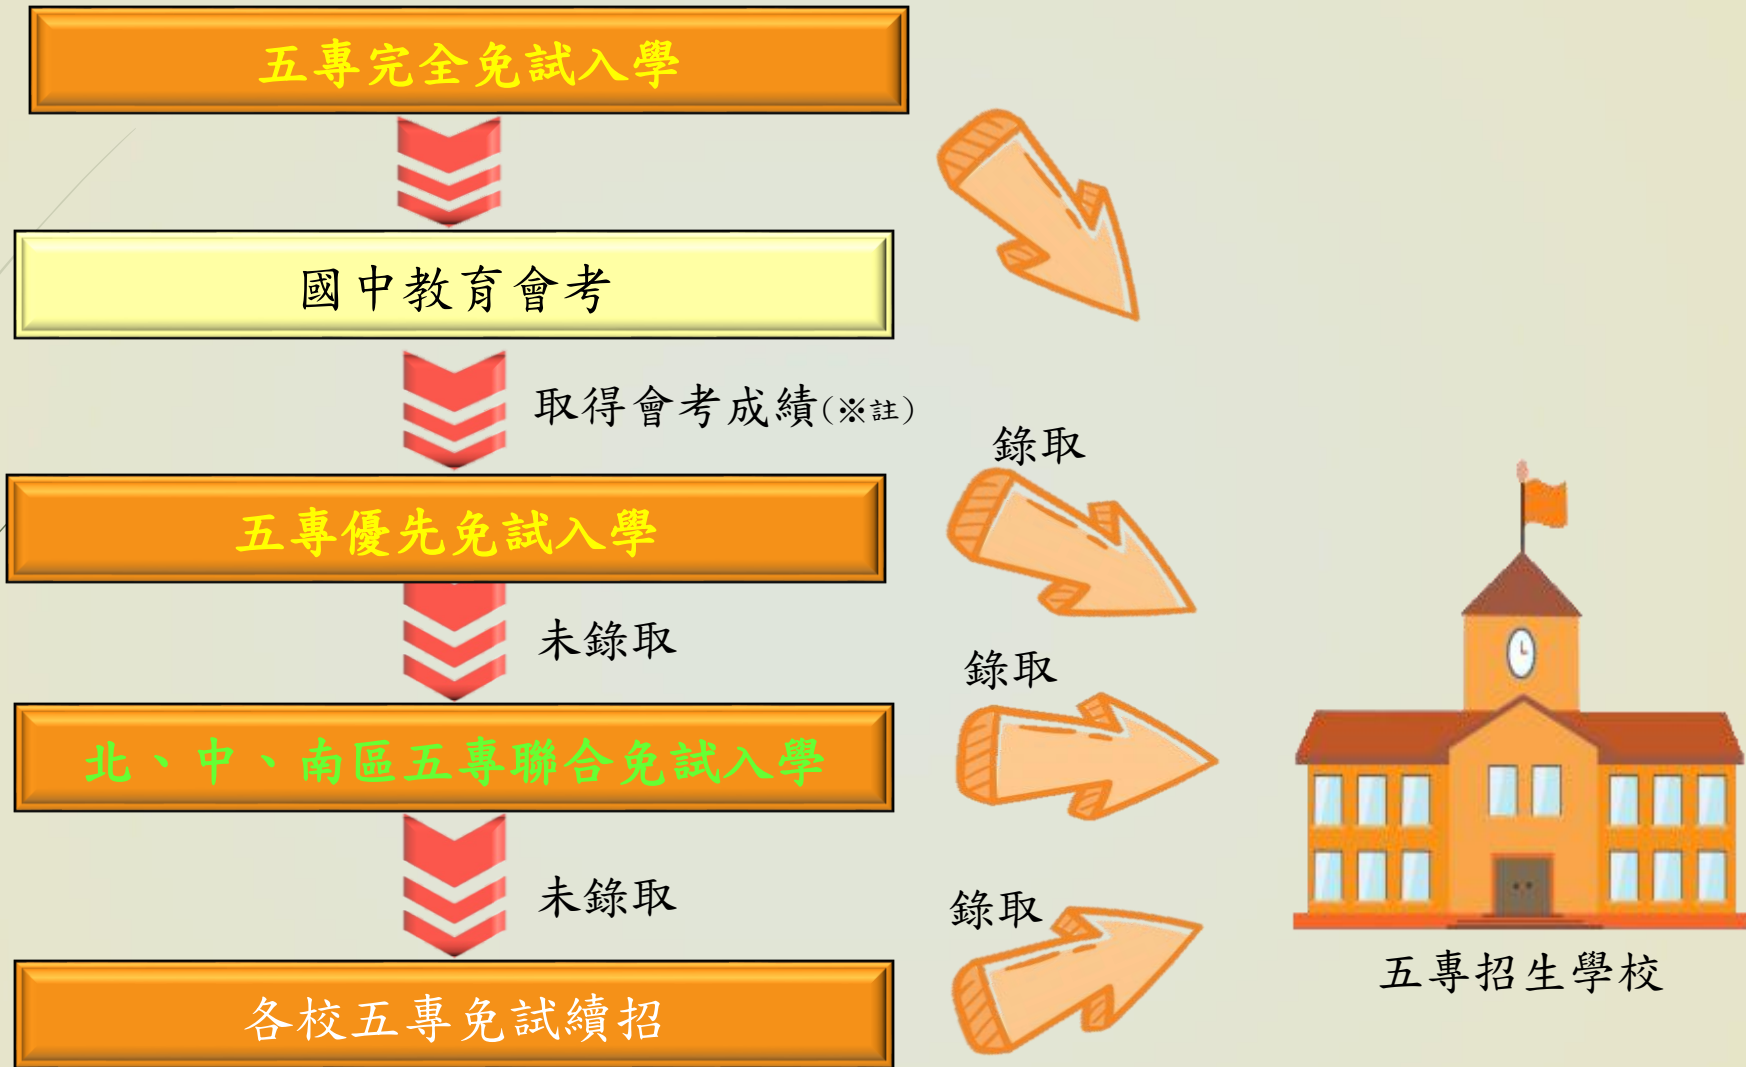 五專完全免試入學
國中教育會考
取得會考成績(※註)
錄取
五專優先免試入學
未錄取
錄取
北、中、南區五專聯合免試入學
未錄取
錄取
五專招生學校
各校五專免試續招